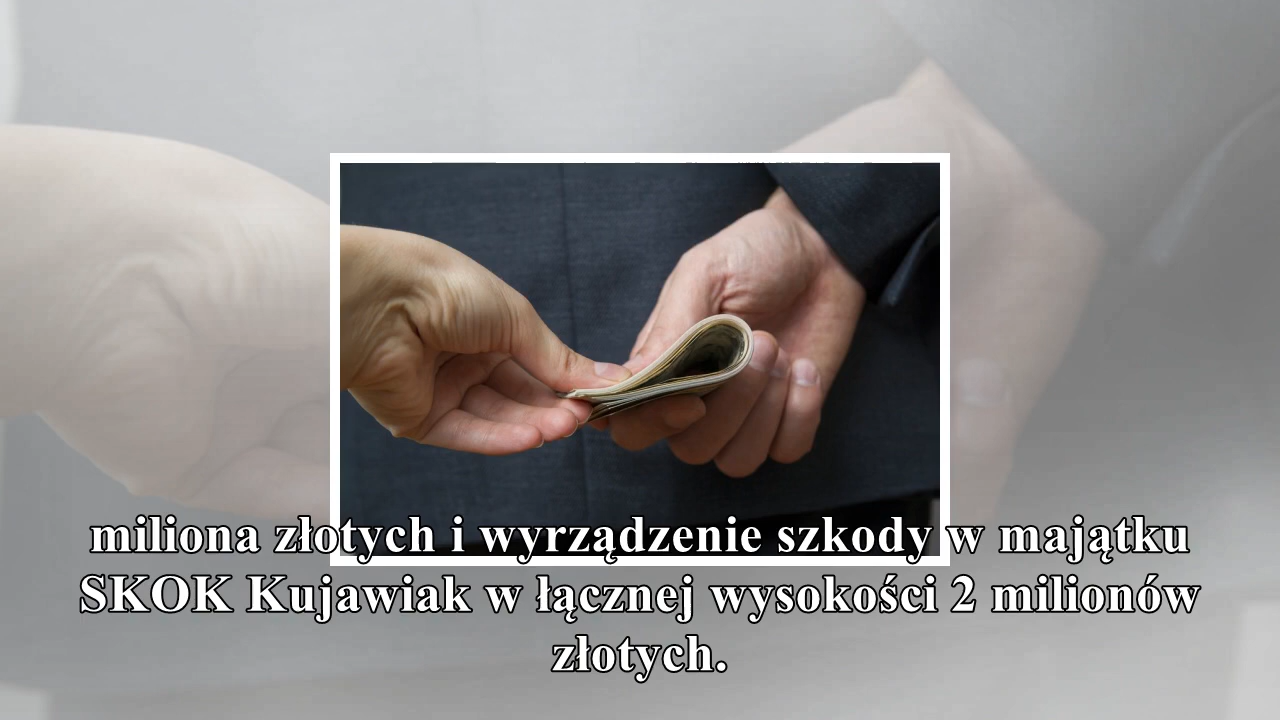 miliona złotych i wyrządzenie szkody w majątku
SKOK Kujawiak w łącznej wysokości 2 milionów
złotych.